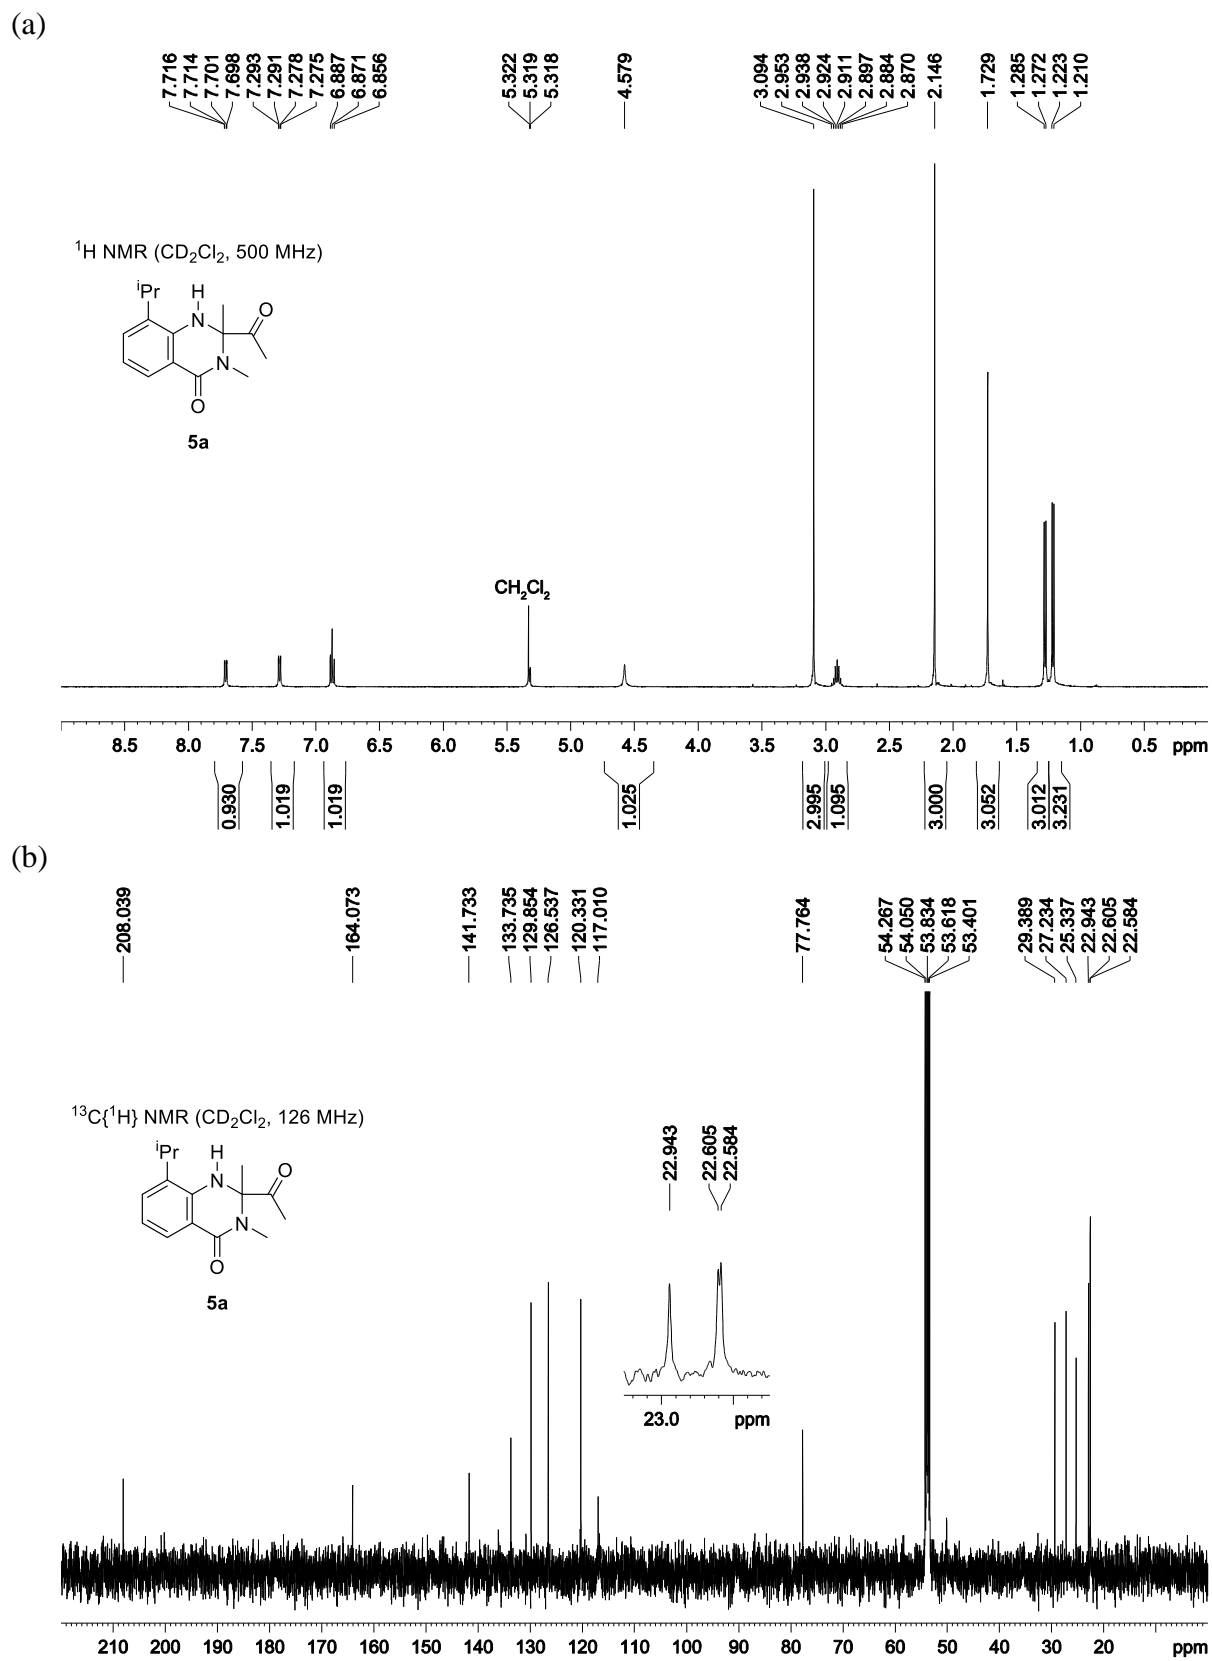 (a)
7.716
7.714
7.701
7.698
7.293
7.291
7.278
7.275
6.887
6.871
6.856
5.322
5.319
5.318
4.579
3.094
2.953
2.938
2.924
2.911
2.897
2.884
2.870
2.146
1.729
1.285
1.272
1.223
1.210
¹H NMR (CD₂Cl₂, 500 MHz)
ⁱPr
H
N
O
N
O
5a
CH₂Cl₂
8.5 8.0 7.5 7.0 6.5 6.0 5.5 5.0 4.5 4.0 3.5 3.0 2.5 2.0 1.5 1.0 0.5 ppm
0.930
1.019
1.019
1.025
2.995
1.095
3.000
3.052
3.012
3.231
(b)
208.039
164.073
141.733
133.735
129.854
126.537
120.331
117.010
77.764
54.267
54.050
53.834
53.618
53.401
29.389
27.234
25.337
22.943
22.605
22.584
¹³C{¹H} NMR (CD₂Cl₂, 126 MHz)
ⁱPr
H
N
O
N
O
5a
22.943
22.605
22.584
23.0 ppm
210 200 190 180 170 160 150 140 130 120 110 100 90 80 70 60 50 40 30 20 ppm